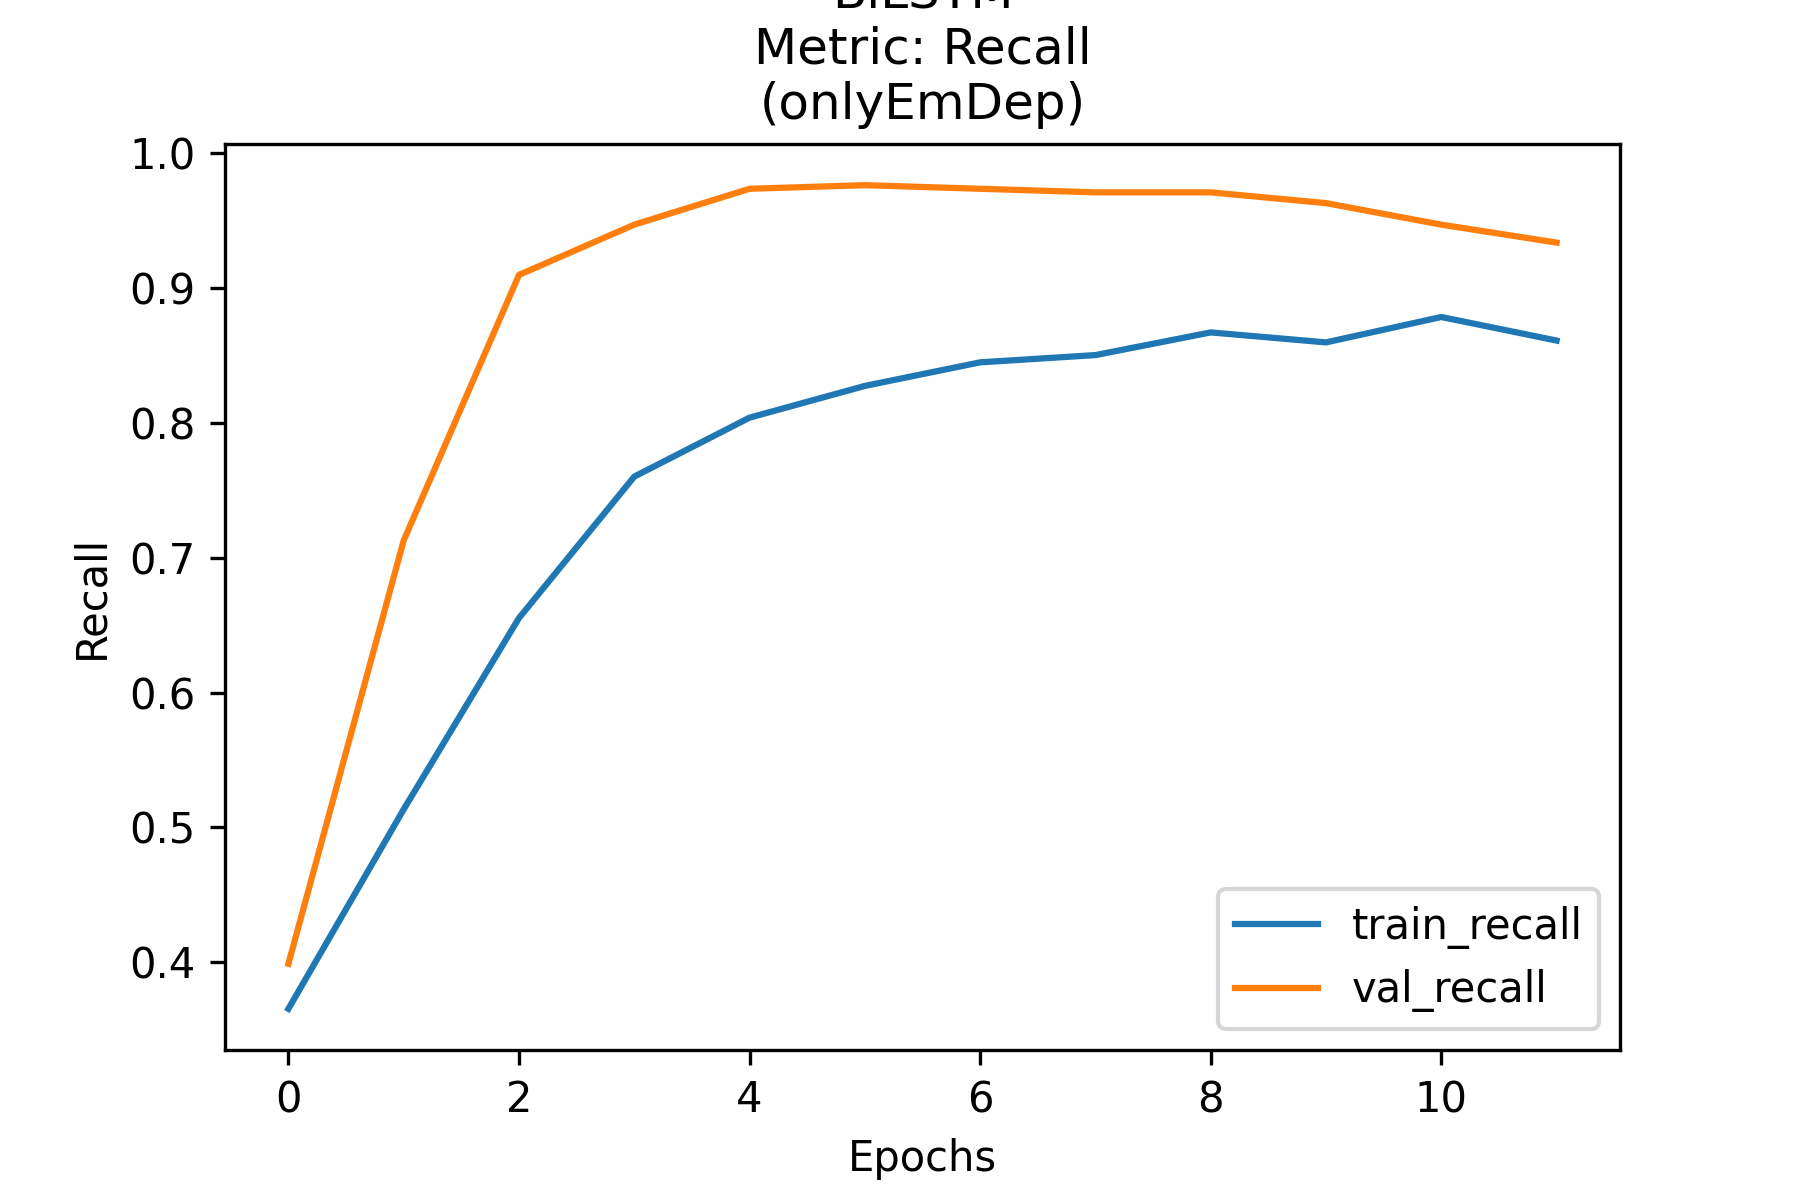 BiLSTM
Metric: Recall
(onlyEmDep)
1.0
0.9
0.8
0.7
0.6
0.5
0.4
Recall
0 2 4 6 8 10
Epochs
train_recall
val_recall